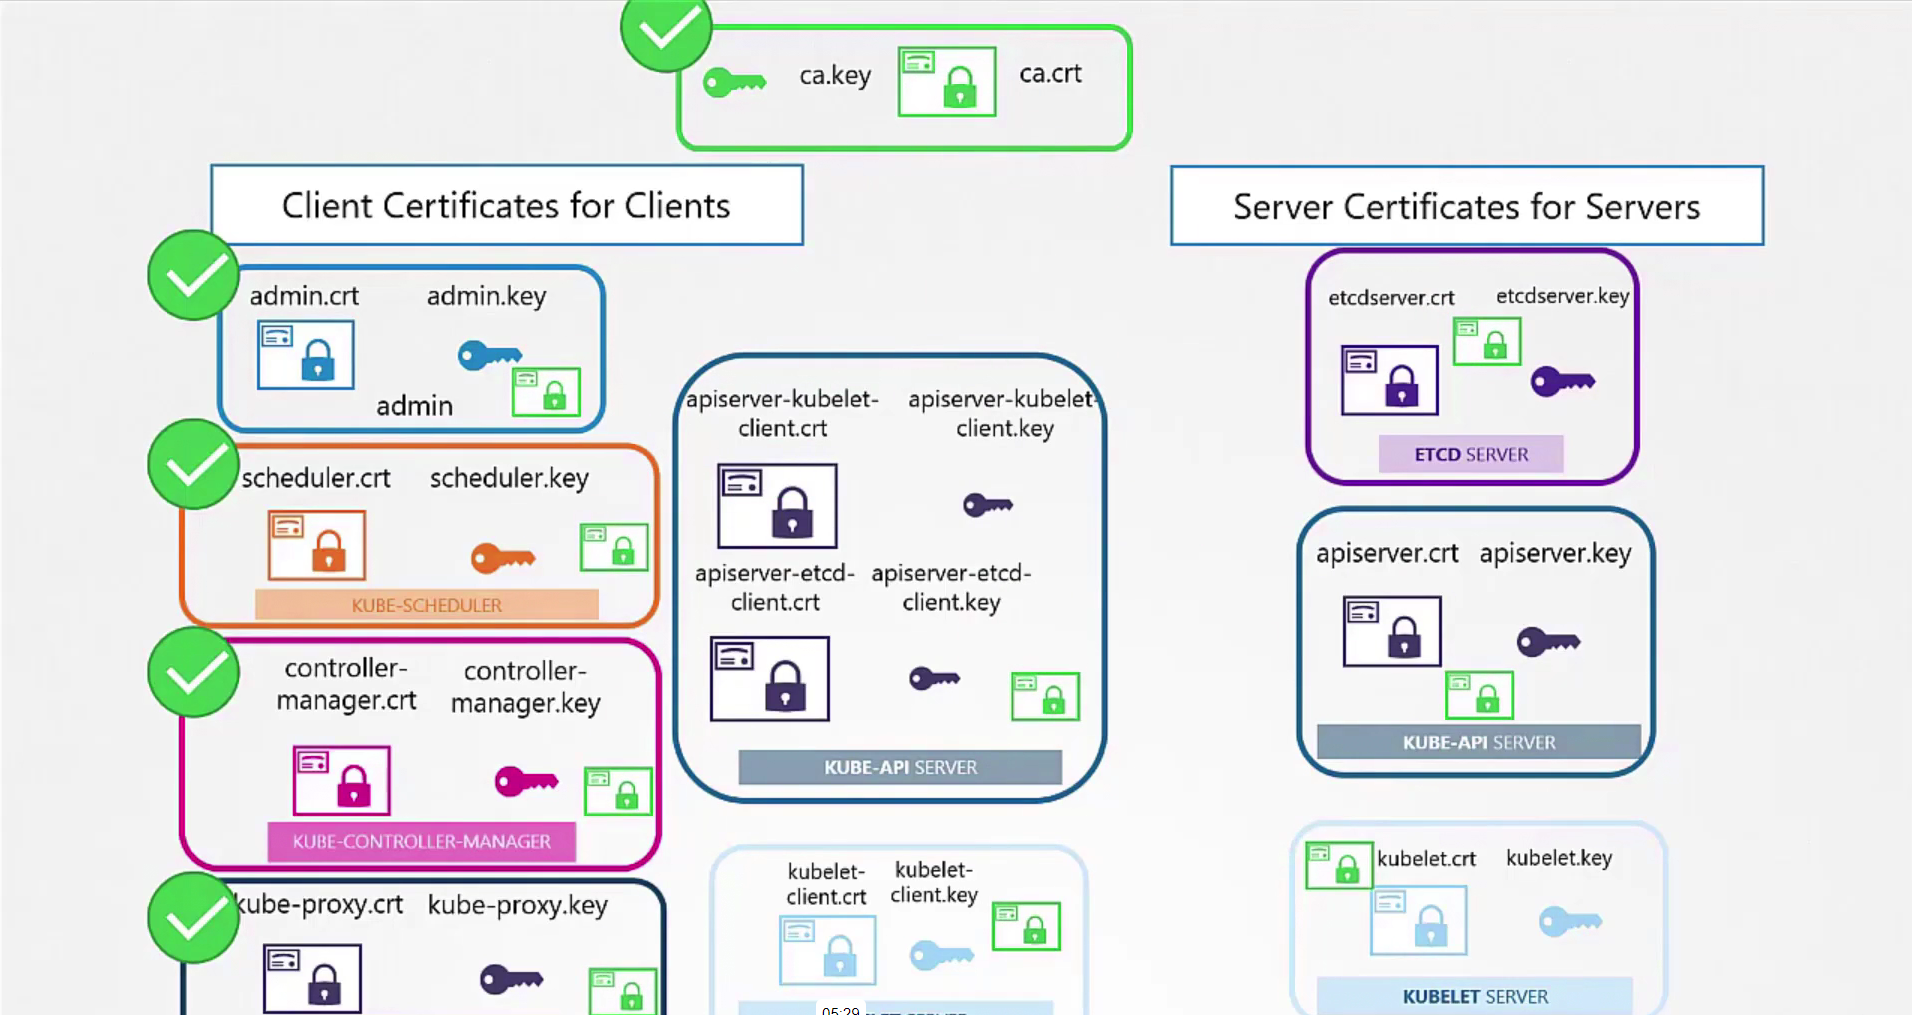 ca.key
ca.crt
Client Certificates for Clients
Server Certificates for Servers
admin.crt
admin.key
admin
scheduler.crt
scheduler.key
KUBE-SCHEDULER
controller-
manager.crt
controller-
manager.key
KUBE-CONTROLLER-MANAGER
kube-proxy.crt
kube-proxy.key
apiserver-kubelet-
client.crt
apiserver-kubelet-
client.key
apiserver-etcd-
client.crt
apiserver-etcd-
client.key
KUBE-API SERVER
kubelet-
client.crt
kubelet-
client.key
05:29
etcdserver.crt
etcdserver.key
ETCD SERVER
apiserver.crt
apiserver.key
KUBE-API SERVER
kubelet.crt
kubelet.key
KUBELET SERVER